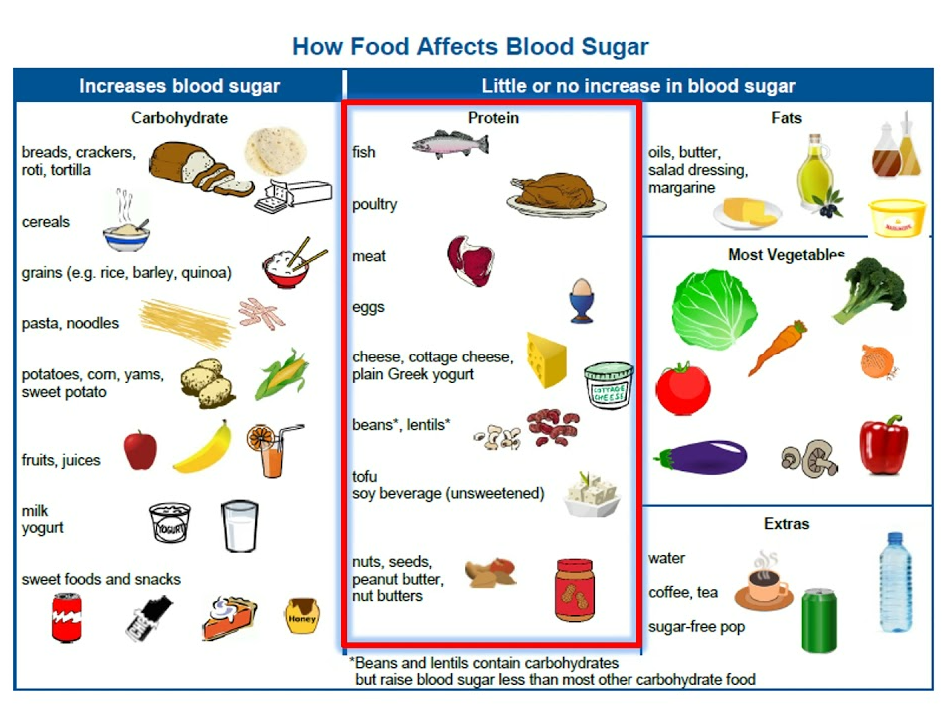 How Food Affects Blood Sugar
Increases blood sugar
Little or no increase in blood sugar
Carbohydrate
breads, crackers,
roti, tortilla
cereals
grains (e.g. rice, barley, quinoa)
pasta, noodles
potatoes, corn, yams,
sweet potato
fruits, juices
milk
yogurt
YOGURT
sweet foods and snacks
Honey
Protein
fish
poultry
meat
eggs
cheese, cottage cheese,
plain Greek yogurt
COTTAGE
CHEESE
beans*, lentils*
tofu
soy beverage (unsweetened)
nuts, seeds,
peanut butter,
nut butters
*Beans and lentils contain carbohydrates
but raise blood sugar less than most other carbohydrate food
Fats
oils, butter,
salad dressing,
margarine
MARGARINE
Most Vegetables
Extras
water
coffee, tea
sugar-free pop